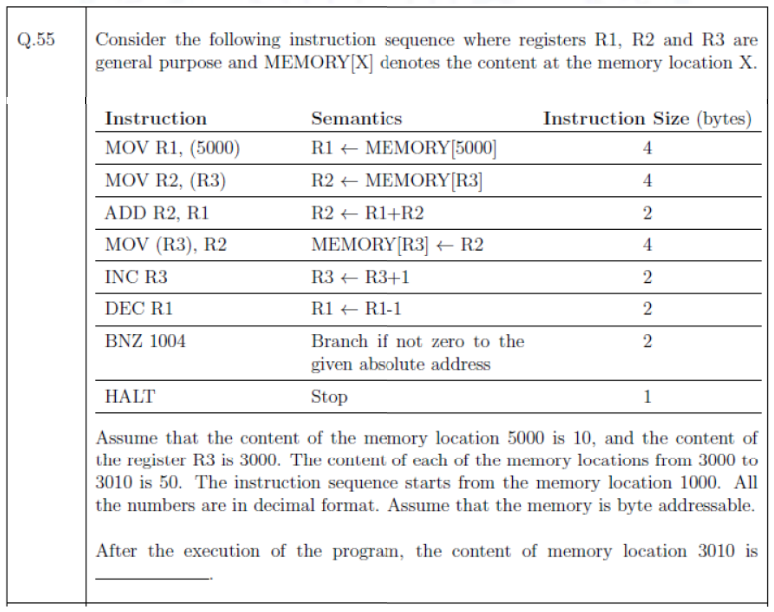 Q.55
Consider the following instruction sequence where registers R1, R2 and R3 are
general purpose and MEMORY[X] denotes the content at the memory location X.
Instruction Semantics Instruction Size (bytes)
MOV R1, (5000) R1 ← MEMORY[5000] 4
MOV R2, (R3) R2 ← MEMORY[R3] 4
ADD R2, R1 R2 ← R1+R2 2
MOV (R3), R2 MEMORY[R3] ← R2 4
INC R3 R3 ← R3+1 2
DEC R1 R1 ← R1-1 2
BNZ 1004 Branch if not zero to the 2
given absolute address
HALT Stop 1
Assume that the content of the memory location 5000 is 10, and the content of
the register R3 is 3000. The content of each of the memory locations from 3000 to
3010 is 50. The instruction sequence starts from the memory location 1000. All
the numbers are in decimal format. Assume that the memory is byte addressable.
After the execution of the program, the content of memory location 3010 is
__________.